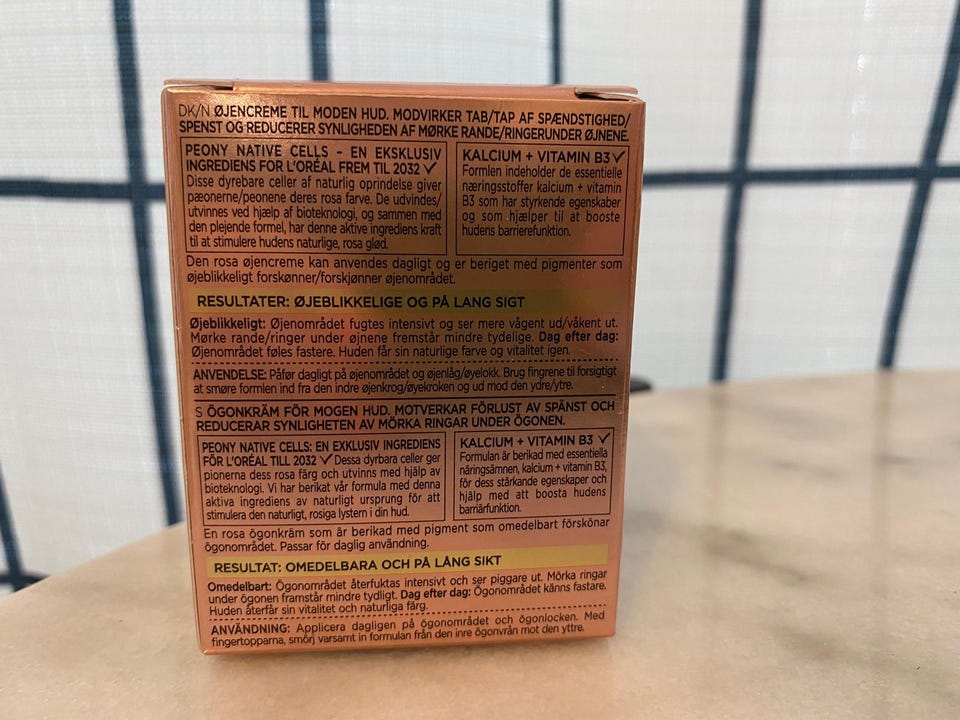 DK/N ØJENCREME TIL MODEN HUD. MODVIRKER TAB/TAP AF SPÆNDSTIGHED/
SPENST OG REDUCERER SYNLIGHEDEN AF MØRKE RANDE/RINGERUNDER ØJNENE.
PEONY NATIVE CELLS - EN EKSKLUSIV
INGREDIENS FOR L'ORÉAL FREM TIL 2032 ✓
Disse dyrebare celler af naturlig oprindelse giver
pæonerne/peonene deres rosa farve. De udvindes/
utvinnes ved hjælp af bioteknologi, og sammen med
den plejende formel, har denne aktive ingrediens kraft
til at stimulere hudens naturlige, rosa glød.
KALCIUM + VITAMIN B3 ✓
Formlen indeholder de essentielle
næringsstoffer kalcium + vitamin
B3 som har styrkende egenskaber
og som hjælper til at booste
hudens barrierefunktion.
Den rosa øjencreme kan anvendes dagligt og er beriget med pigmenter som
øjeblikkeligt forskønner/forskjønner øjenområdet.
RESULTATER: ØJEBLIKKELIGE OG PÅ LANG SIGT
Øjeblikkeligt: Øjenområdet fugtes intensivt og ser mere vågent ud/våkent ut.
Mørke rande/ringer under øjnene fremstår mindre tydelige. Dag efter dag:
Øjenområdet føles fastere. Huden får sin naturlige farve og vitalitet igen.
ANVENDELSE: Påfør dagligt på øjenområdet og øjenlåg/øyelokk. Brug fingrene til forsigtigt
at smøre formlen ind fra den indre øjenkrog/øyekroken og ud mod den ydre/ytre.
S ÖGONKRÄM FÖR MOGEN HUD. MOTVERKAR FÖRLUST AV SPÄNST OCH
REDUCERAR SYNLIGHETEN AV MÖRKA RINGAR UNDER ÖGONEN.
PEONY NATIVE CELLS: EN EXKLUSIV INGREDIENS
FÖR L'ORÉAL TILL 2032 ✓ Dessa dyrbara celler ger
pionerna dess rosa färg och utvinns med hjälp av
bioteknologi. Vi har berikat vår formula med denna
aktiva ingrediens av naturligt ursprung för att
stimulera den naturligt, rosiga lystern i din hud.
KALCIUM + VITAMIN B3 ✓
Formulan är berikad med essentiella
näringsämnen, kalcium + vitamin B3,
för dess stärkande egenskaper och
hjälp med att boosta hudens
barriärfunktion.
En rosa ögonkräm som är berikad med pigment som omedelbart förskönar
ögonområdet. Passar för daglig användning.
RESULTAT: OMEDELBARA OCH PÅ LÅNG SIKT
Omedelbart: Ögonområdet återfuktas intensivt och ser piggare ut. Mörka ringar
under ögonen framstår mindre tydligt. Dag efter dag: Ögonområdet känns fastare.
Huden återfår sin vitalitet och naturliga färg.
ANVÄNDNING: Applicera dagligen på ögonområdet och ögonlocken. Med
fingertopparna, smörj varsamt in formulan från den inre ögonvrån mot den yttre.